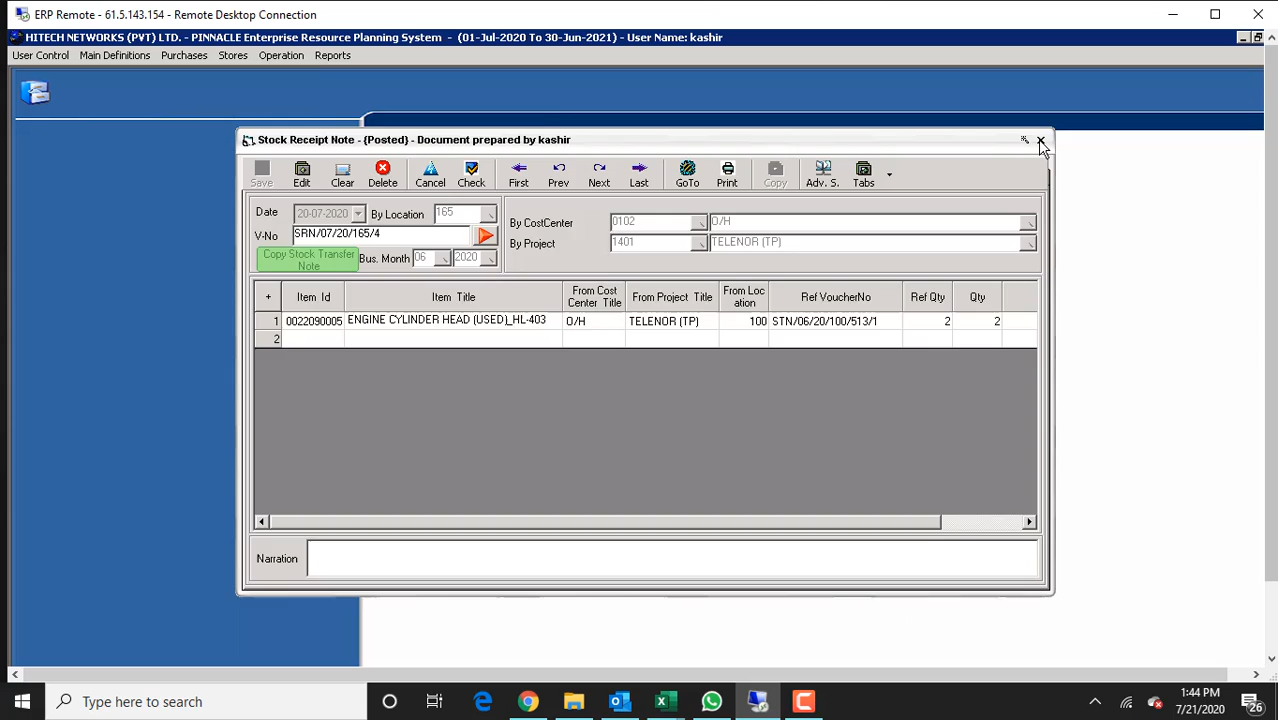 ERP Remote - 61.5.143.154 - Remote Desktop Connection
HITECH NETWORKS (PVT) LTD. - PINNACLE Enterprise Resource Planning System - (01-Jul-2020 To 30-Jun-2021) - User Name: kashir
User Control Main Definitions Purchases Stores Operation Reports
Stock Receipt Note - {Posted} - Document prepared by kashir
Save Edit Clear Delete Cancel Check First Prev Next Last GoTo Print Copy Adv. S. Tabs
Date 20-07-2020 By Location 165
By CostCenter 0102 O/H
V-No SRN/07/20/165/4
By Project 1401 TELENOR (TP)
Copy Stock Transfer
Note
Bus. Month 06 2020
+ Item Id Item Title From Cost Center Title From Project Title From Loc ation Ref VoucherNo Ref Qty Qty
1 0022090005 ENGINE CYLINDER HEAD (USED)_HL-403 O/H TELENOR (TP) 100 STN/06/20/100/513/1 2 2
2
Narration
Type here to search
1:44 PM
7/21/2020
26